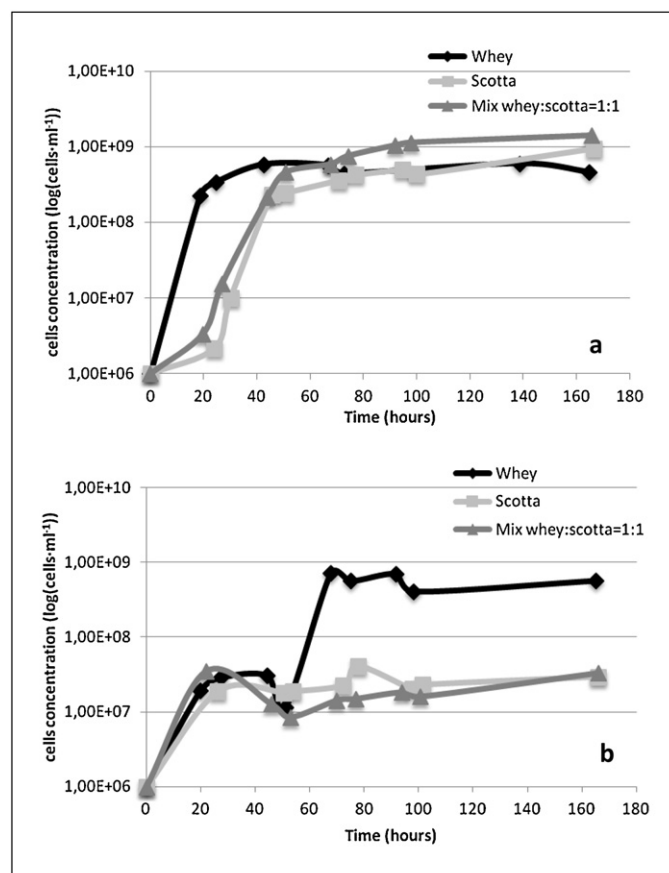 1,00E+10
1,00E+09
1,00E+08
1,00E+07
1,00E+06
cells concentration (log(cells·ml-1))
Whey
Scotta
Mix whey:scotta=1:1
a
0 20 40 60 80 100 120 140 160 180
Time (hours)
1,00E+10
1,00E+09
1,00E+08
1,00E+07
1,00E+06
cells concentration (log(cells·ml-1))
Whey
Scotta
Mix whey:scotta=1:1
b
0 20 40 60 80 100 120 140 160 180
Time (hours)